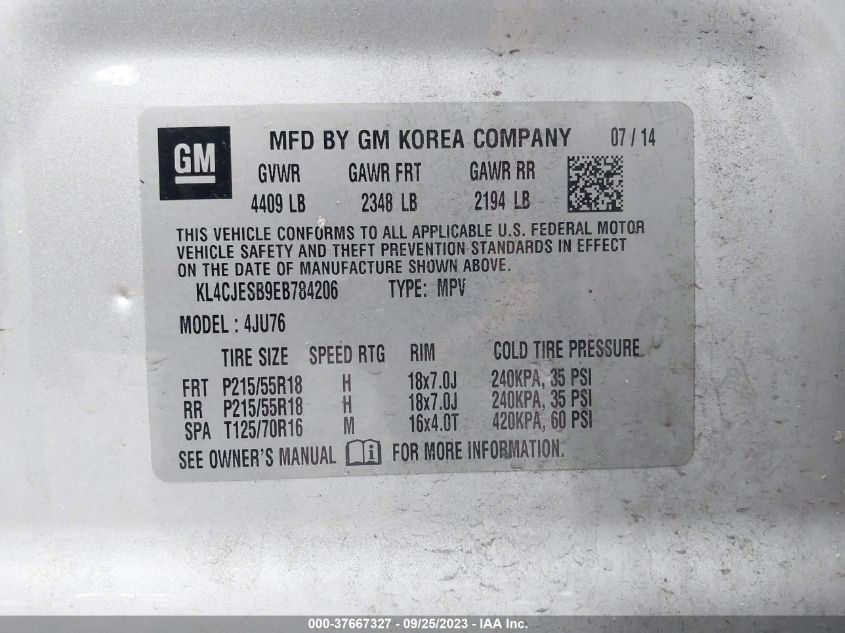 GM
MFD BY GM KOREA COMPANY 07 / 14
GVWR GAWR FRT GAWR RR
4409 LB 2348 LB 2194 LB
THIS VEHICLE CONFORMS TO ALL APPLICABLE U.S. FEDERAL MOTOR
VEHICLE SAFETY AND THEFT PREVENTION STANDARDS IN EFFECT
ON THE DATE OF MANUFACTURE SHOWN ABOVE.
KL4CJESB9EB784206 TYPE: MPV
MODEL : 4JU76
TIRE SIZE SPEED RTG RIM COLD TIRE PRESSURE
FRT P215/55R18 H 18x7.0J 240KPA, 35 PSI
RR P215/55R18 H 18x7.0J 240KPA, 35 PSI
SPA T125/70R16 M 16x4.0T 420KPA, 60 PSI
SEE OWNER'S MANUAL FOR MORE INFORMATION.
000-37667327 - 09/25/2023 - IAA Inc.